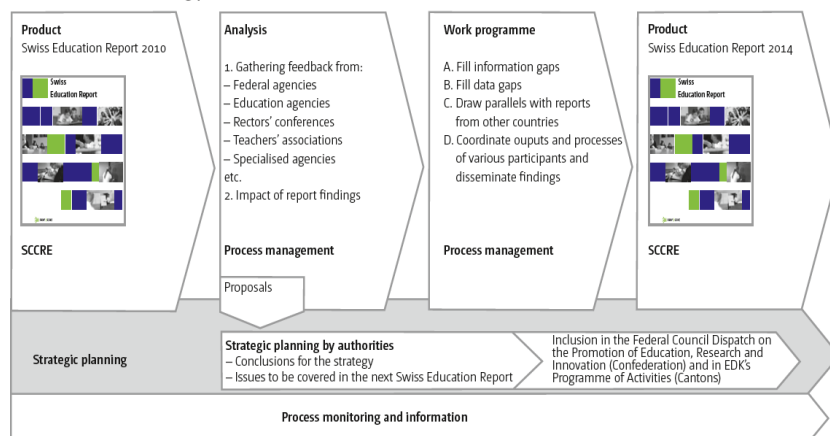 Product
Swiss Education Report 2010
Swiss
Education Report
SCCRE
Analysis
1. Gathering feedback from:
– Federal agencies
– Education agencies
– Rectors' conferences
– Teachers' associations
– Specialised agencies
etc.
2. Impact of report findings
Process management
Proposals
Work programme
A. Fill information gaps
B. Fill data gaps
C. Draw parallels with reports
from other countries
D. Coordinate ouputs and processes
of various participants and
disseminate findings
Process management
Product
Swiss Education Report 2014
Swiss
Education Report
SCCRE
Strategic planning
Strategic planning by authorities
– Conclusions for the strategy
– Issues to be covered in the next Swiss Education Report
Inclusion in the Federal Council Dispatch on
the Promotion of Education, Research and
Innovation (Confederation) and in EDK's
Programme of Activities (Cantons)
Process monitoring and information